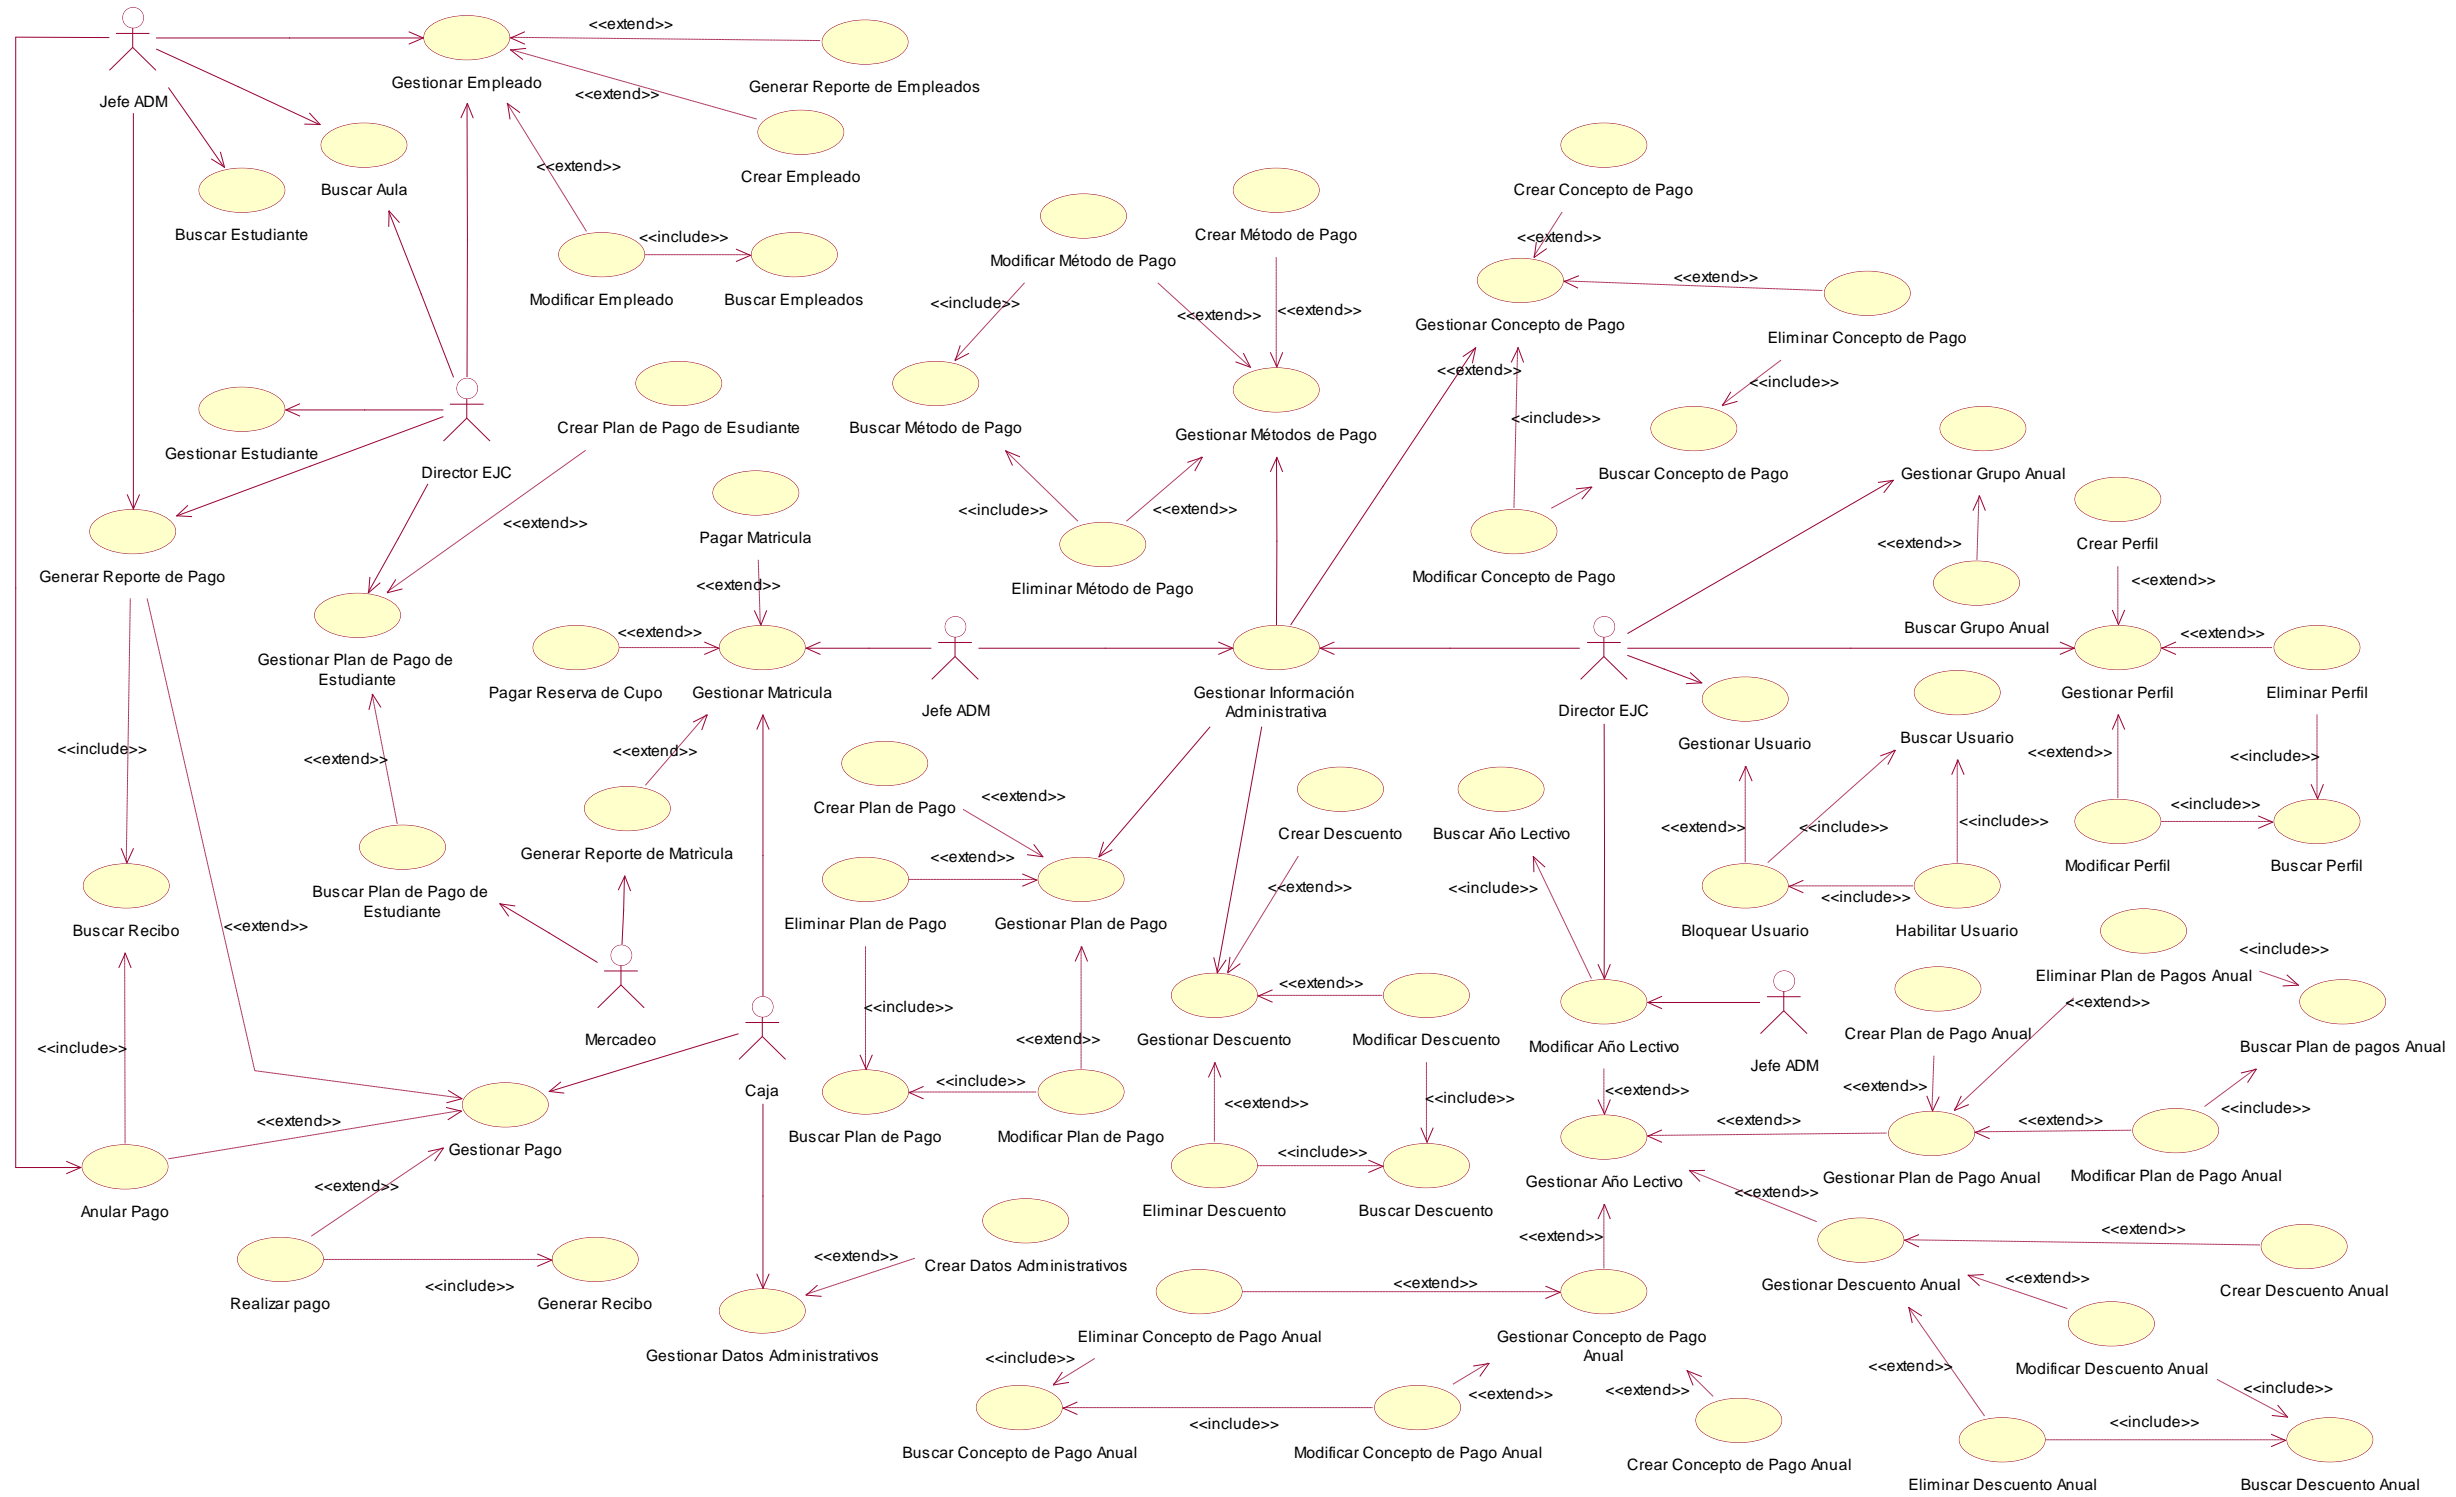 <<extend>>
Gestionar Empleado
Generar Reporte de Empleados
<<extend>>
Jefe ADM
Crear Empleado
<<extend>>
Buscar Aula
Buscar Estudiante
<<include>>
Modificar Empleado
Buscar Empleados
Crear Concepto de Pago
<<extend>>
Crear Método de Pago
Modificar Método de Pago
<<include>>
<<extend>>
<<extend>>
<<extend>>
Gestionar Concepto de Pago
Eliminar Concepto de Pago
<<extend>>
<<include>>
<<include>>
Gestionar Estudiante
Director EJC
Crear Plan de Pago de Esudiante
Buscar Método de Pago
Gestionar Métodos de Pago
Buscar Concepto de Pago
Gestionar Grupo Anual
<<extend>>
Pagar Matricula
<<include>>
<<extend>>
Eliminar Método de Pago
Modificar Concepto de Pago
<<extend>>
Crear Perfil
Generar Reporte de Pago
<<extend>>
<<extend>>
Buscar Grupo Anual
<<extend>>
<<extend>>
Gestionar Plan de Pago de
Estudiante
Pagar Reserva de Cupo
Gestionar Matricula
Jefe ADM
Gestionar Información
Administrativa
Director EJC
Gestionar Perfil
Eliminar Perfil
Gestionar Usuario
Buscar Usuario
<<include>>
<<extend>>
<<extend>>
<<extend>>
<<include>>
Crear Plan de Pago
<<extend>>
Crear Descuento
Buscar Año Lectivo
<<extend>>
<<include>>
<<include>>
<<include>>
Modificar Perfil
Buscar Perfil
Generar Reporte de Matrìcula
<<extend>>
Buscar Plan de Pago de
Estudiante
<<extend>>
<<include>>
<<include>>
Buscar Recibo
<<extend>>
Eliminar Plan de Pago
Gestionar Plan de Pago
Bloquear Usuario
Habilitar Usuario
<<include>>
Eliminar Plan de Pagos Anual
<<extend>>
<<include>>
<<extend>>
<<extend>>
Mercadeo
Gestionar Descuento
Modificar Descuento
Modificar Año Lectivo
Crear Plan de Pago Anual
Buscar Plan de pagos Anual
<<include>>
Jefe ADM
Caja
<<include>>
<<extend>>
<<include>>
<<extend>>
<<extend>>
<<include>>
<<extend>>
Gestionar Pago
Buscar Plan de Pago
Modificar Plan de Pago
<<extend>>
<<extend>>
<<include>>
<<extend>>
Anular Pago
Eliminar Descuento
Buscar Descuento
Gestionar Año Lectivo
Gestionar Plan de Pago Anual
Modificar Plan de Pago Anual
<<include>>
<<extend>>
<<extend>>
<<extend>>
<<extend>>
Crear Datos Administrativos
<<extend>>
Gestionar Descuento Anual
<<extend>>
Crear Descuento Anual
Realizar pago
<<include>>
Generar Recibo
Gestionar Datos Administrativos
Eliminar Concepto de Pago Anual
Gestionar Concepto de Pago
Anual
<<include>>
<<extend>>
Modificar Descuento Anual
<<extend>>
<<extend>>
<<include>>
<<include>>
<<include>>
Buscar Concepto de Pago Anual
Modificar Concepto de Pago Anual
Crear Concepto de Pago Anual
Eliminar Descuento Anual
Buscar Descuento Anual